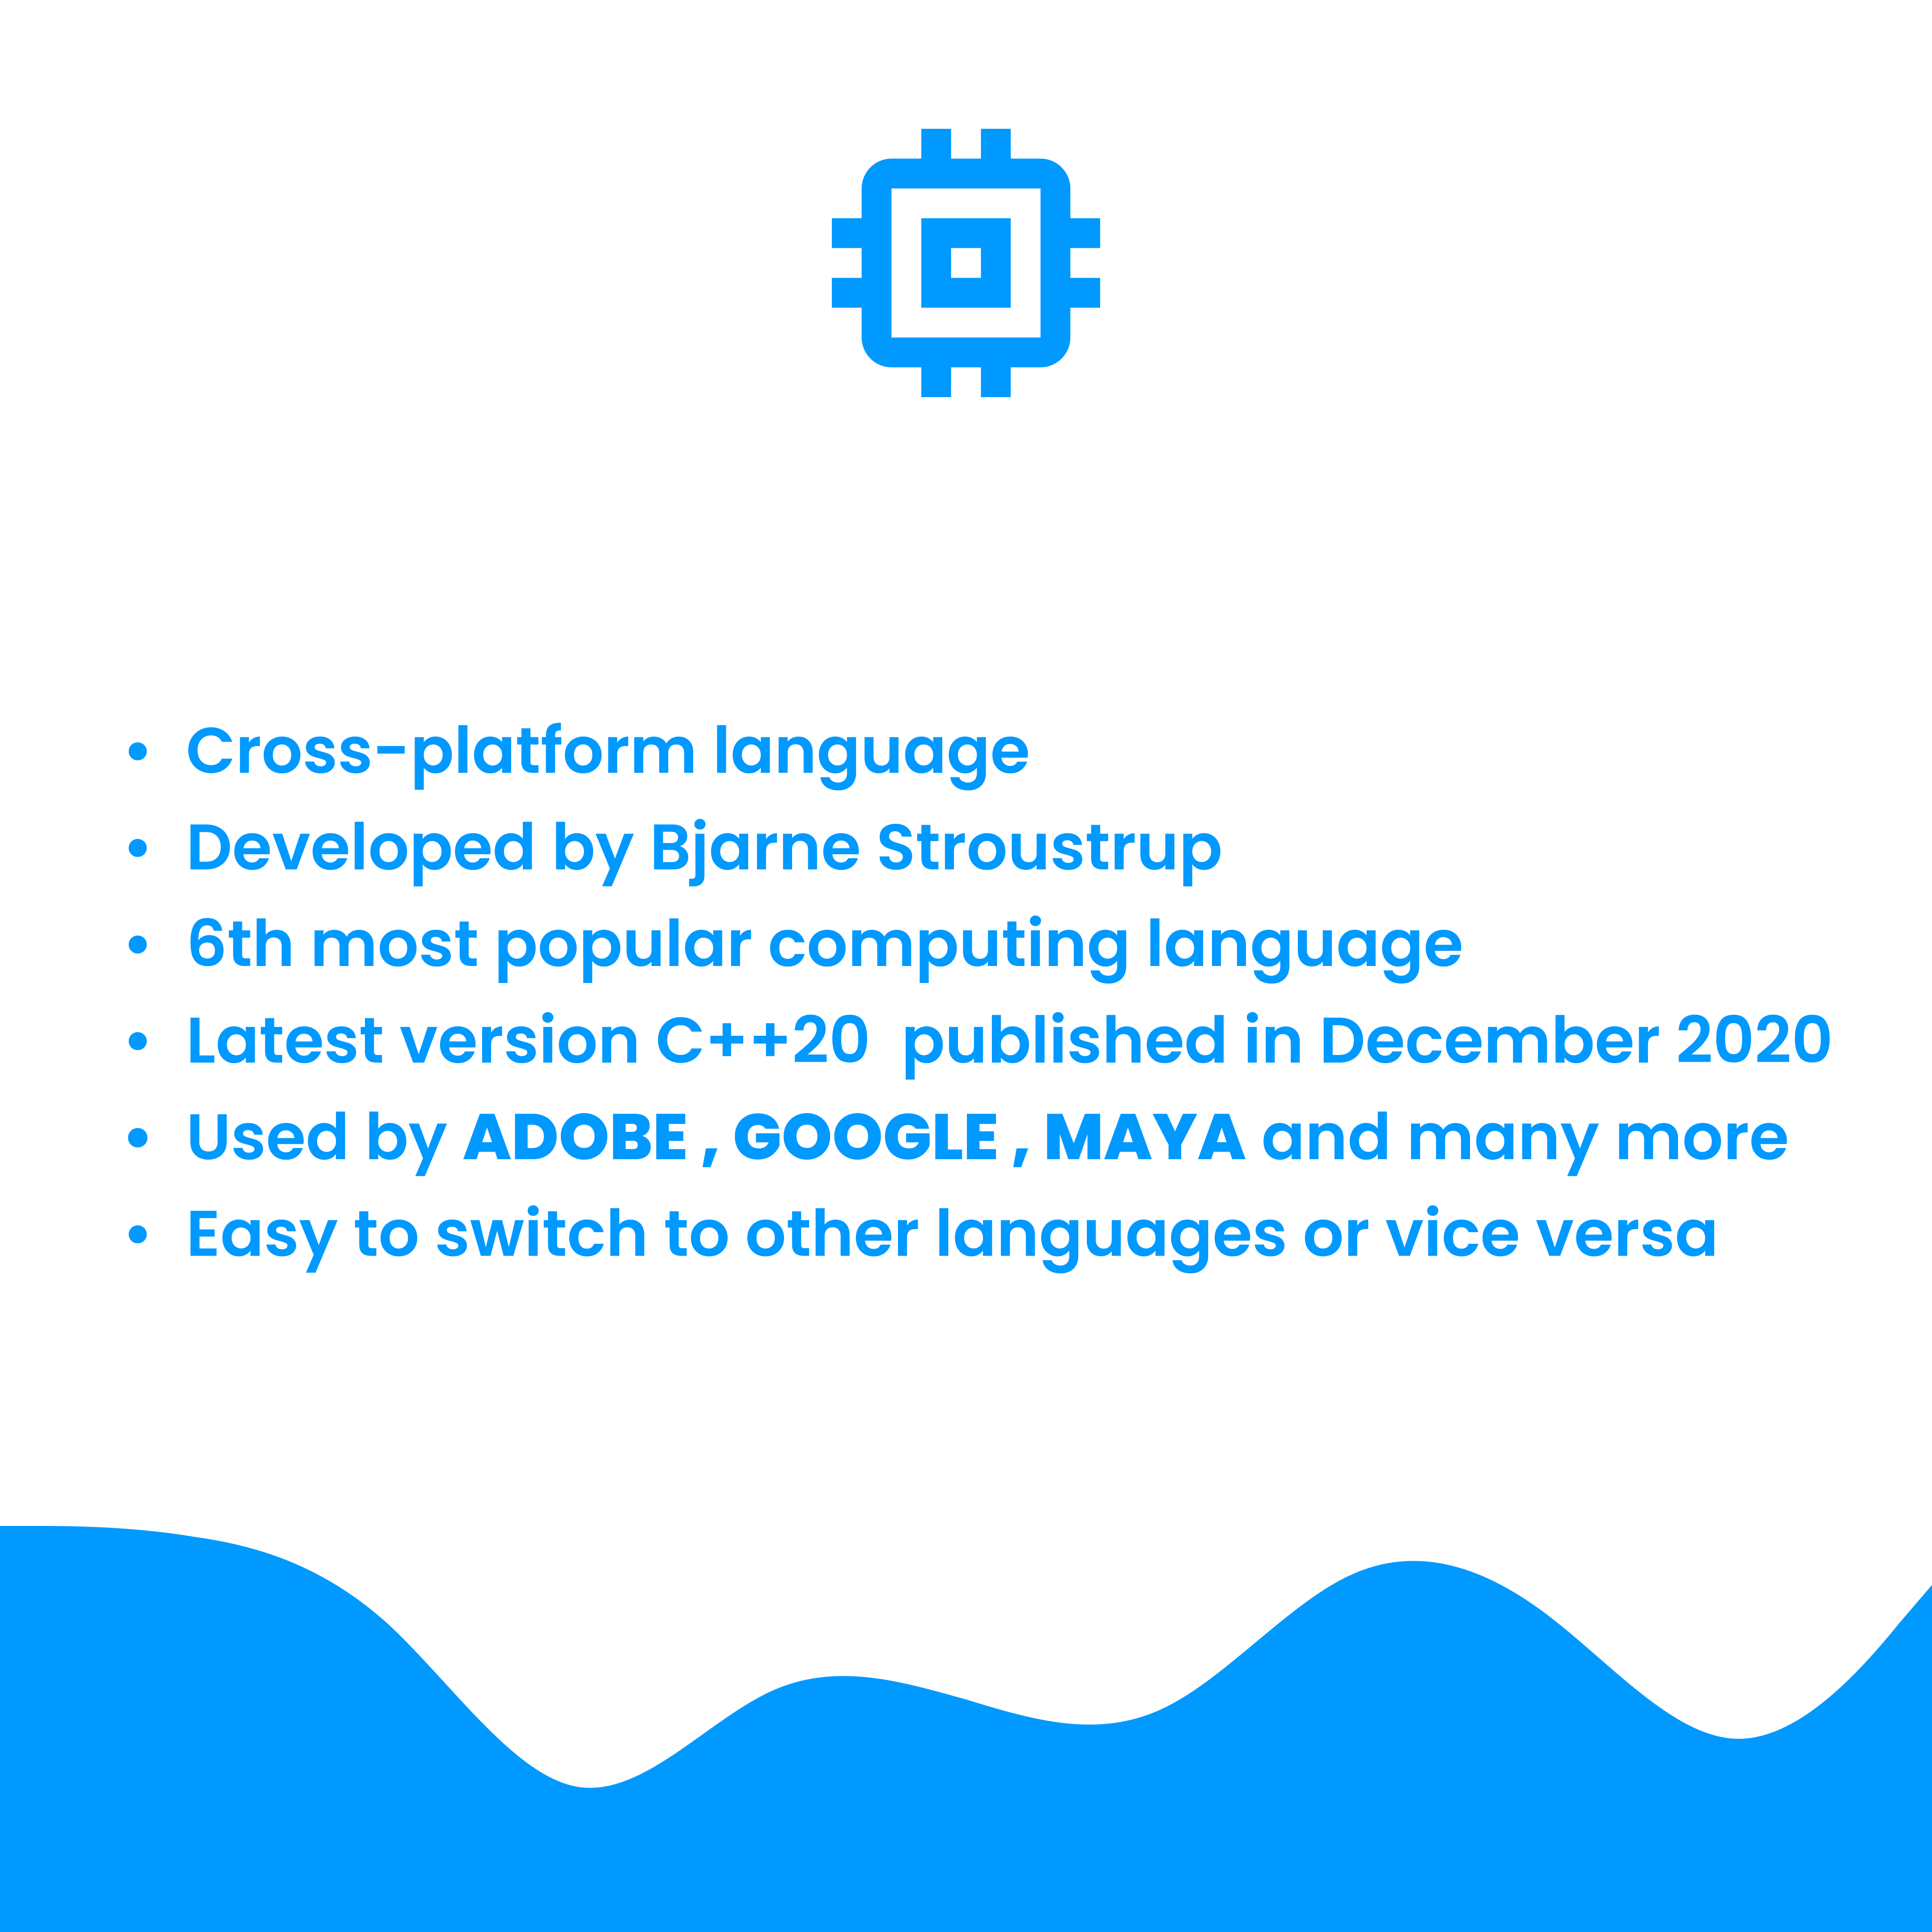 • Cross-platform language
• Developed by Bjarne Stroustrup
• 6th most popular computing language
• Latest version C++20  published in December 2020
• Used by ADOBE , GOOGLE , MAYA and many more
• Easy to switch to other languages  or vice versa